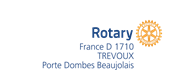 Rotary
France D 1710
TREVOUX
Porte Dombes Beaujolais